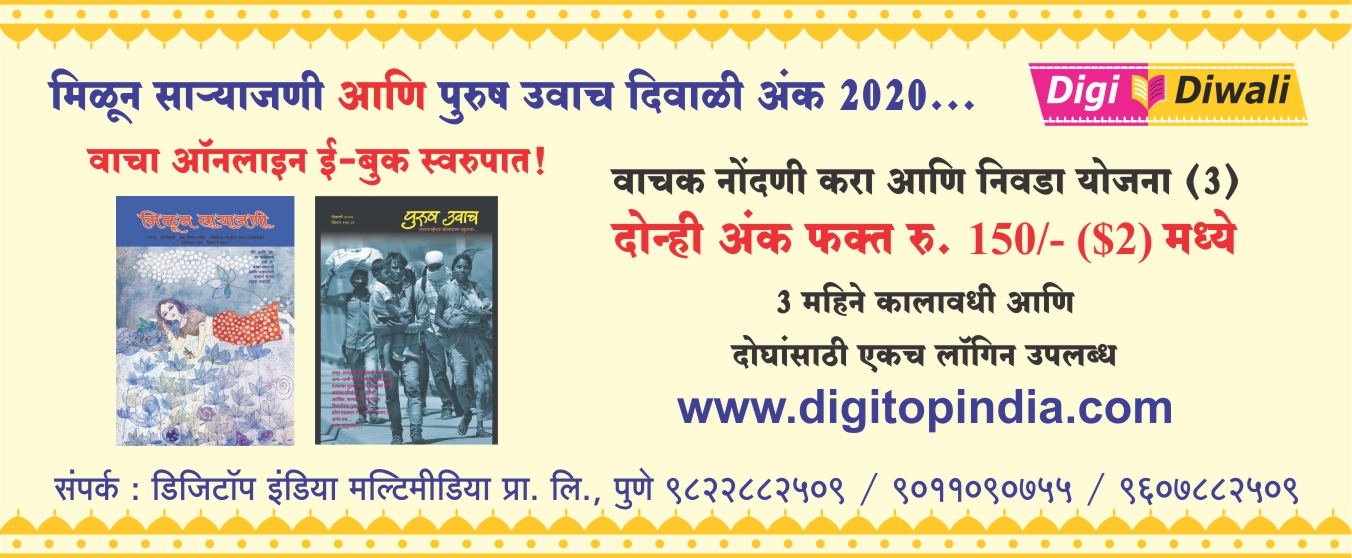 मिळून साऱ्याजणी आणि पुरुष उवाच दिवाळी अंक 2020...
Digi Diwali
वाचा ऑनलाइन ई-बुक स्वरुपात!
मिळून साऱ्याजणी
पुरुष उवाच
वाचक नोंदणी करा आणि निवडा योजना (3)
दोन्ही अंक फक्त रु. 150/- ($2) मध्ये
3 महिने कालावधी आणि
दोघांसाठी एकच लॉगिन उपलब्ध
www.digitopindia.com
संपर्क : डिजिटॉप इंडिया मल्टिमीडिया प्रा. लि., पुणे ९८२२८८२५०९ / ९०११०९०७५५ / ९६०७८८२५०९